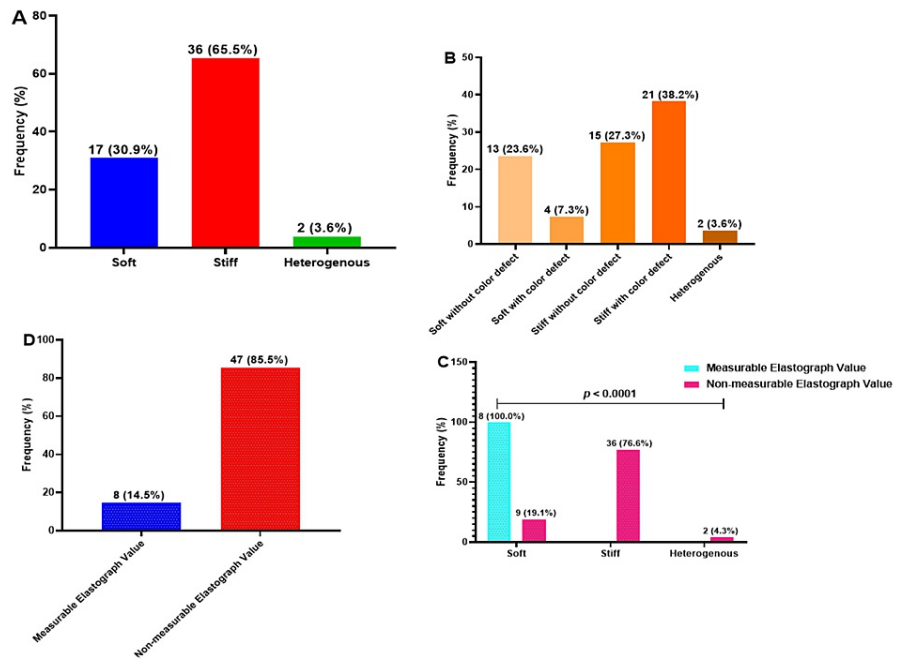 A
Frequency (%)
80
60
40
20
0
17 (30.9%)
36 (65.5%)
2 (3.6%)
Soft
Stiff
Heterogenous
B
Frequency (%)
50
40
30
20
10
0
13 (23.6%)
4 (7.3%)
15 (27.3%)
21 (38.2%)
2 (3.6%)
Soft without color defect
Soft with color defect
Stiff without color defect
Stiff with color defect
Heterogenous
D
Frequency (%)
100
80
60
40
20
0
8 (14.5%)
47 (85.5%)
Measurable Elastograph Value
Non-measurable Elastograph Value
C
Frequency (%)
150
100
50
0
Measurable Elastograph Value
Non-measurable Elastograph Value
p < 0.0001
8 (100.0%)
9 (19.1%)
36 (76.6%)
2 (4.3%)
Soft
Stiff
Heterogenous